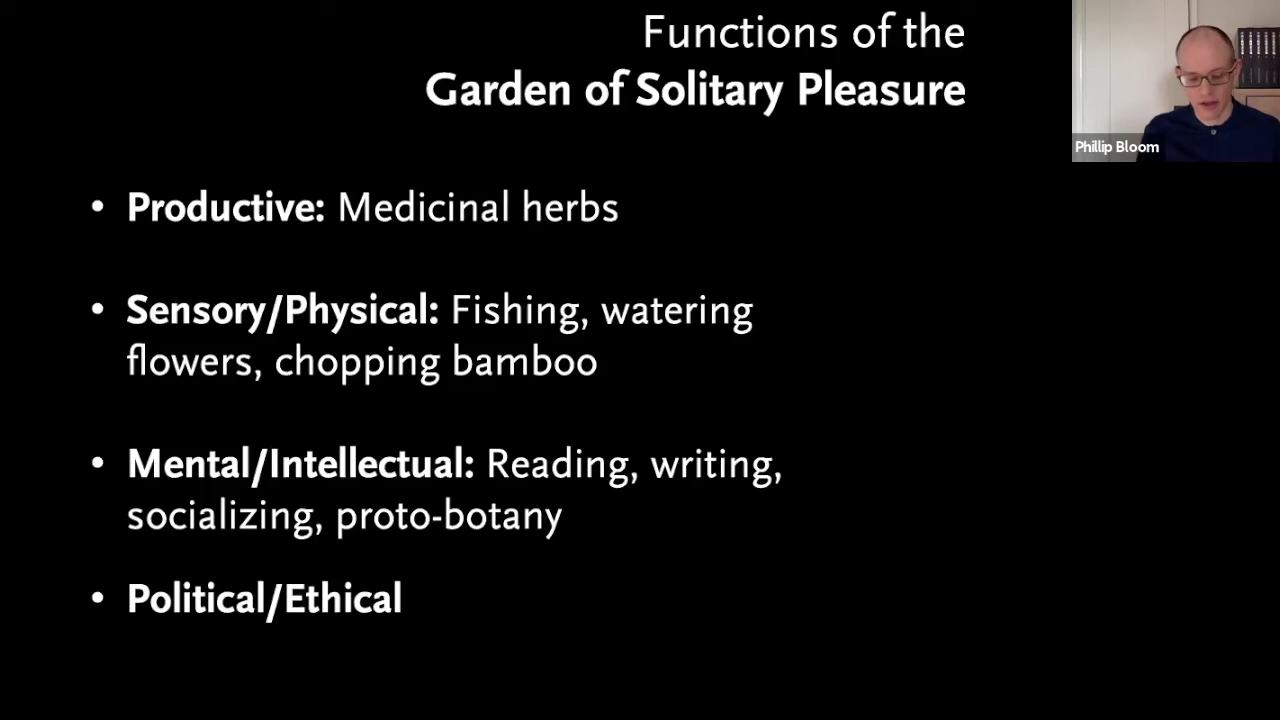 Functions of the
Garden of Solitary Pleasure
Phillip Bloom
• Productive: Medicinal herbs
• Sensory/Physical: Fishing, watering
flowers, chopping bamboo
• Mental/Intellectual: Reading, writing,
socializing, proto-botany
• Political/Ethical